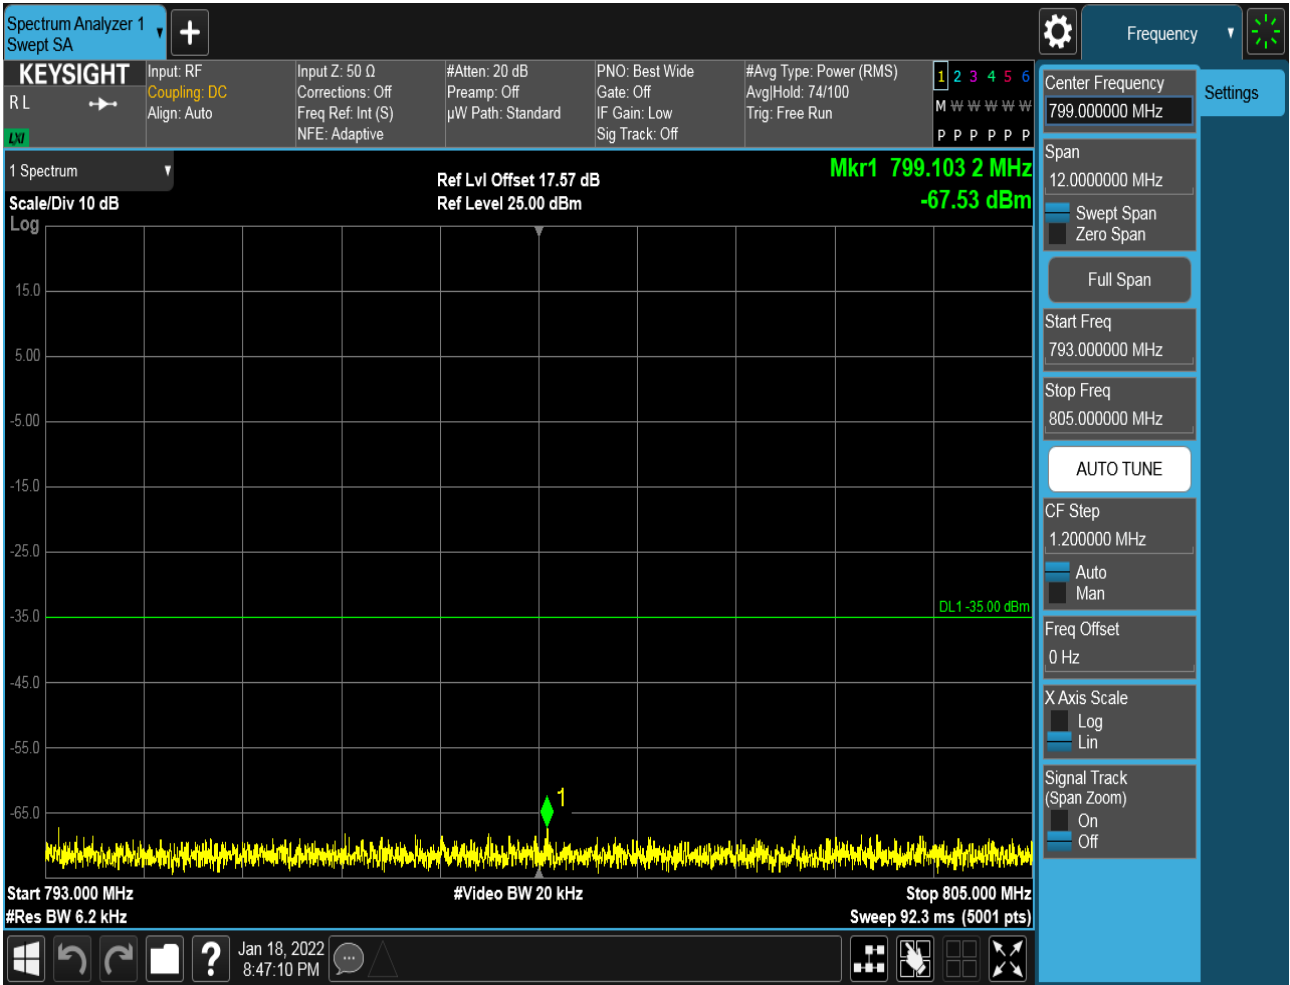 Spectrum Analyzer 1
Swept SA
+
Frequency
KEYSIGHT
R L
LXI
Input: RF
Coupling: DC
Align: Auto
Input Z: 50 Ω
Corrections: Off
Freq Ref: Int (S)
NFE: Adaptive
#Atten: 20 dB
Preamp: Off
µW Path: Standard
PNO: Best Wide
Gate: Off
IF Gain: Low
Sig Track: Off
#Avg Type: Power (RMS)
Avg|Hold: 74/100
Trig: Free Run
1 2 3 4 5 6
M W W W W W
P P P P P P
1 Spectrum
Scale/Div 10 dB
Log
Ref Lvl Offset 17.57 dB
Ref Level 25.00 dBm
Mkr1 799.103 2 MHz
-67.53 dBm
15.0
5.00
-5.00
-15.0
-25.0
-35.0
DL1 -35.00 dBm
-45.0
-55.0
-65.0
1
Start 793.000 MHz
#Res BW 6.2 kHz
#Video BW 20 kHz
Stop 805.000 MHz
Sweep 92.3 ms (5001 pts)
Center Frequency
799.000000 MHz
Settings
Span
12.0000000 MHz
Swept Span
Zero Span
Full Span
Start Freq
793.000000 MHz
Stop Freq
805.000000 MHz
AUTO TUNE
CF Step
1.200000 MHz
Auto
Man
Freq Offset
0 Hz
X Axis Scale
Log
Lin
Signal Track
(Span Zoom)
On
Off
?
Jan 18, 2022
8:47:10 PM